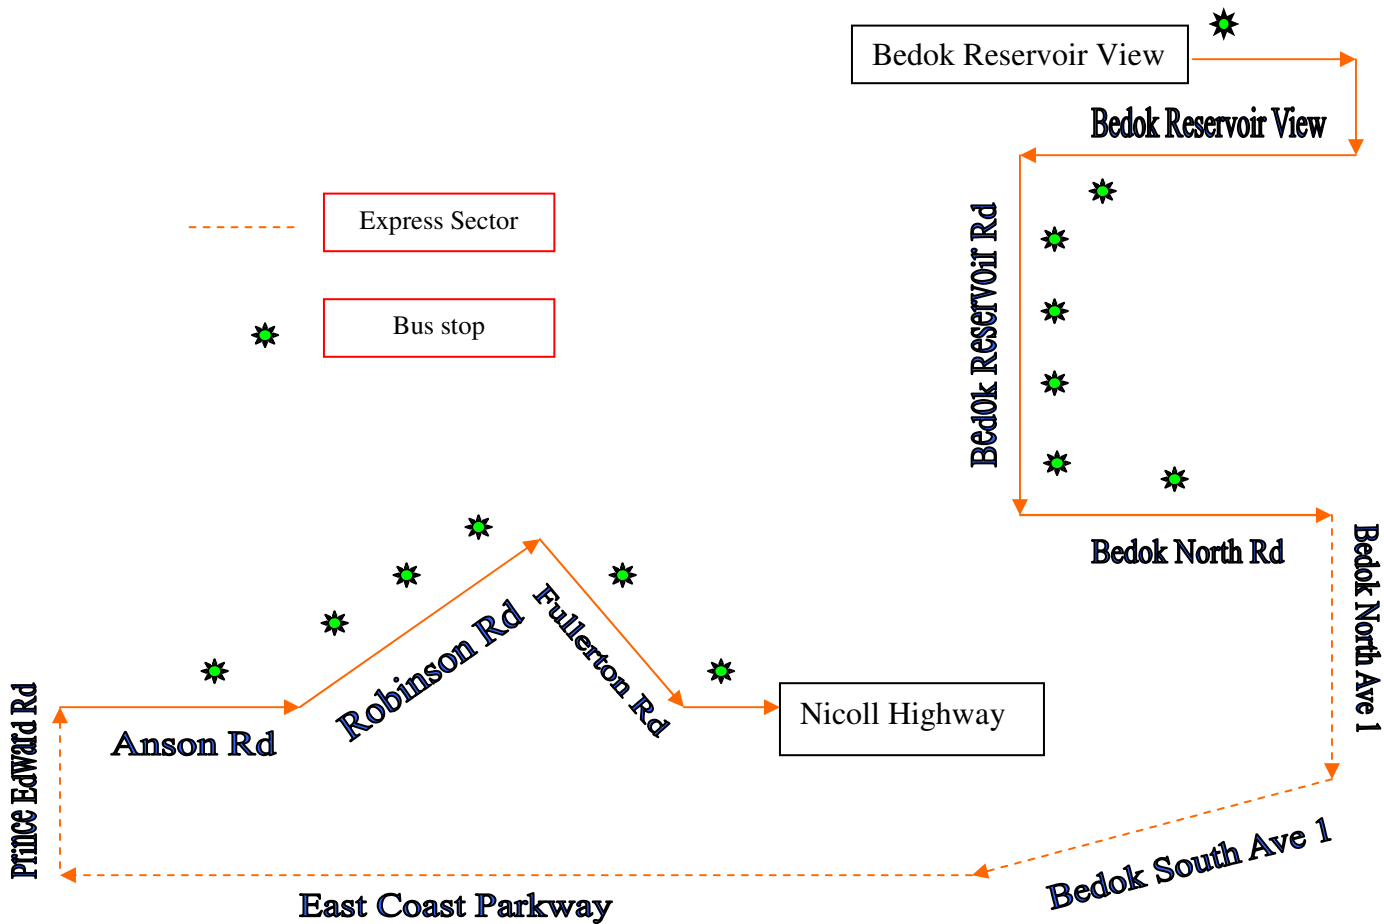 Bedok Reservoir View
Bedok Reservoir View
Express Sector
Bus stop
Bedok Reservoir Rd
Bedok North Rd
Bedok North Ave 1
Robinson Rd
Fullerton Rd
Prince Edward Rd
Anson Rd
Nicoll Highway
Bedok South Ave 1
East Coast Parkway